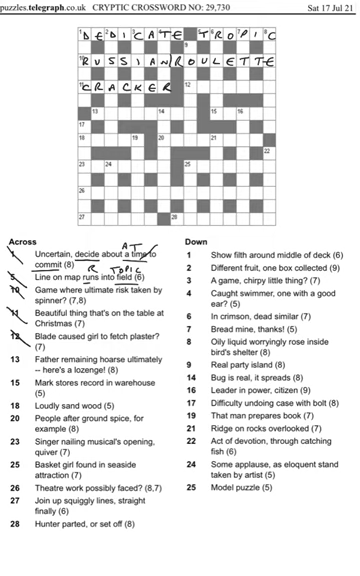 puzzles.telegraph.co.uk CRYPTIC CROSSWORD NO: 29,730 Sat 17 Jul 21
DEDICATE TROPIC
RUSSIAN ROULETTE
CRACKER
Across
AT
1 Uncertain, decide about a time to
commit (8)
R TOPIC
5 Line on map runs into field (6)
10 Game where ultimate risk taken by
spinner? (7,8)
11 Beautiful thing that's on the table at
Christmas (7)
12 Blade caused girl to fetch plaster?
(7)
13 Father remaining hoarse ultimately
-- here's a lozenge! (8)
15 Mark stores record in warehouse
(5)
18 Loudly sand wood (5)
20 People after ground spice, for
example (8)
23 Singer nailing musical's opening,
quiver (7)
25 Basket girl found in seaside
attraction (7)
26 Theatre work possibly faced? (8,7)
27 Join up squiggly lines, straight
finally (6)
28 Hunter parted, or set off (8)
Down
1 Show filth around middle of deck (6)
2 Different fruit, one box collected (9)
3 A game, chirpy little thing? (7)
4 Caught swimmer, one with a good
ear? (5)
6 In crimson, dead similar (7)
7 Bread mine, thanks! (5)
8 Oily liquid worryingly rose inside
bird's shelter (8)
9 Real party island (8)
14 Bug is real, it spreads (8)
16 Leader in power, citizen (9)
17 Difficulty undoing case with bolt (8)
19 That man prepares book (7)
21 Ridge on rocks overlooked (7)
22 Act of devotion, through catching
fish (6)
24 Some applause, as eloquent stand
taken by artist (5)
25 Model puzzle (5)